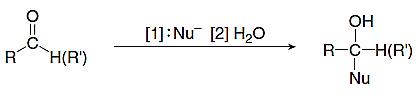 O
R C H(R')
[1] :Nu⁻ [2] H₂O
OH
R–C–H(R')
Nu